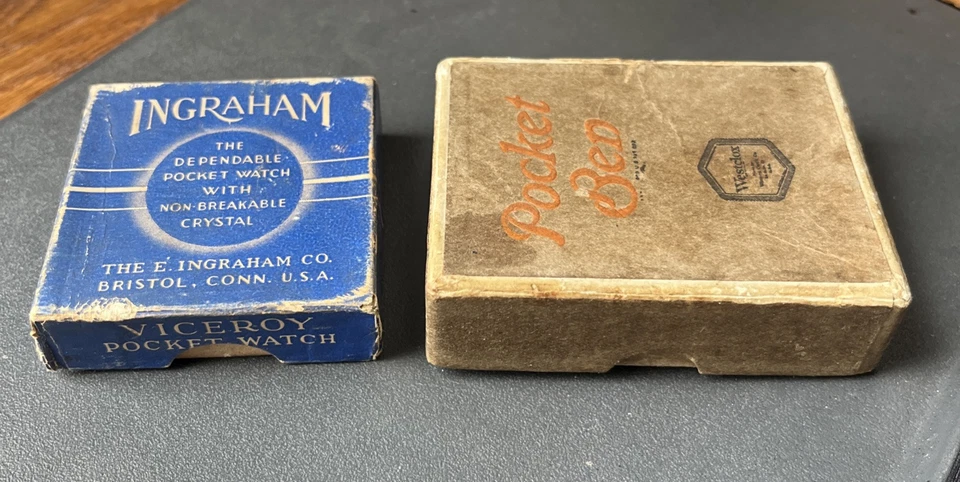 INGRAHAM
THE
DEPENDABLE
POCKET WATCH
WITH
NON-BREAKABLE
CRYSTAL
THE E. INGRAHAM CO.
BRISTOL, CONN. U.S.A.
VICEROY
POCKET WATCH
Pocket
Ben
Westclox